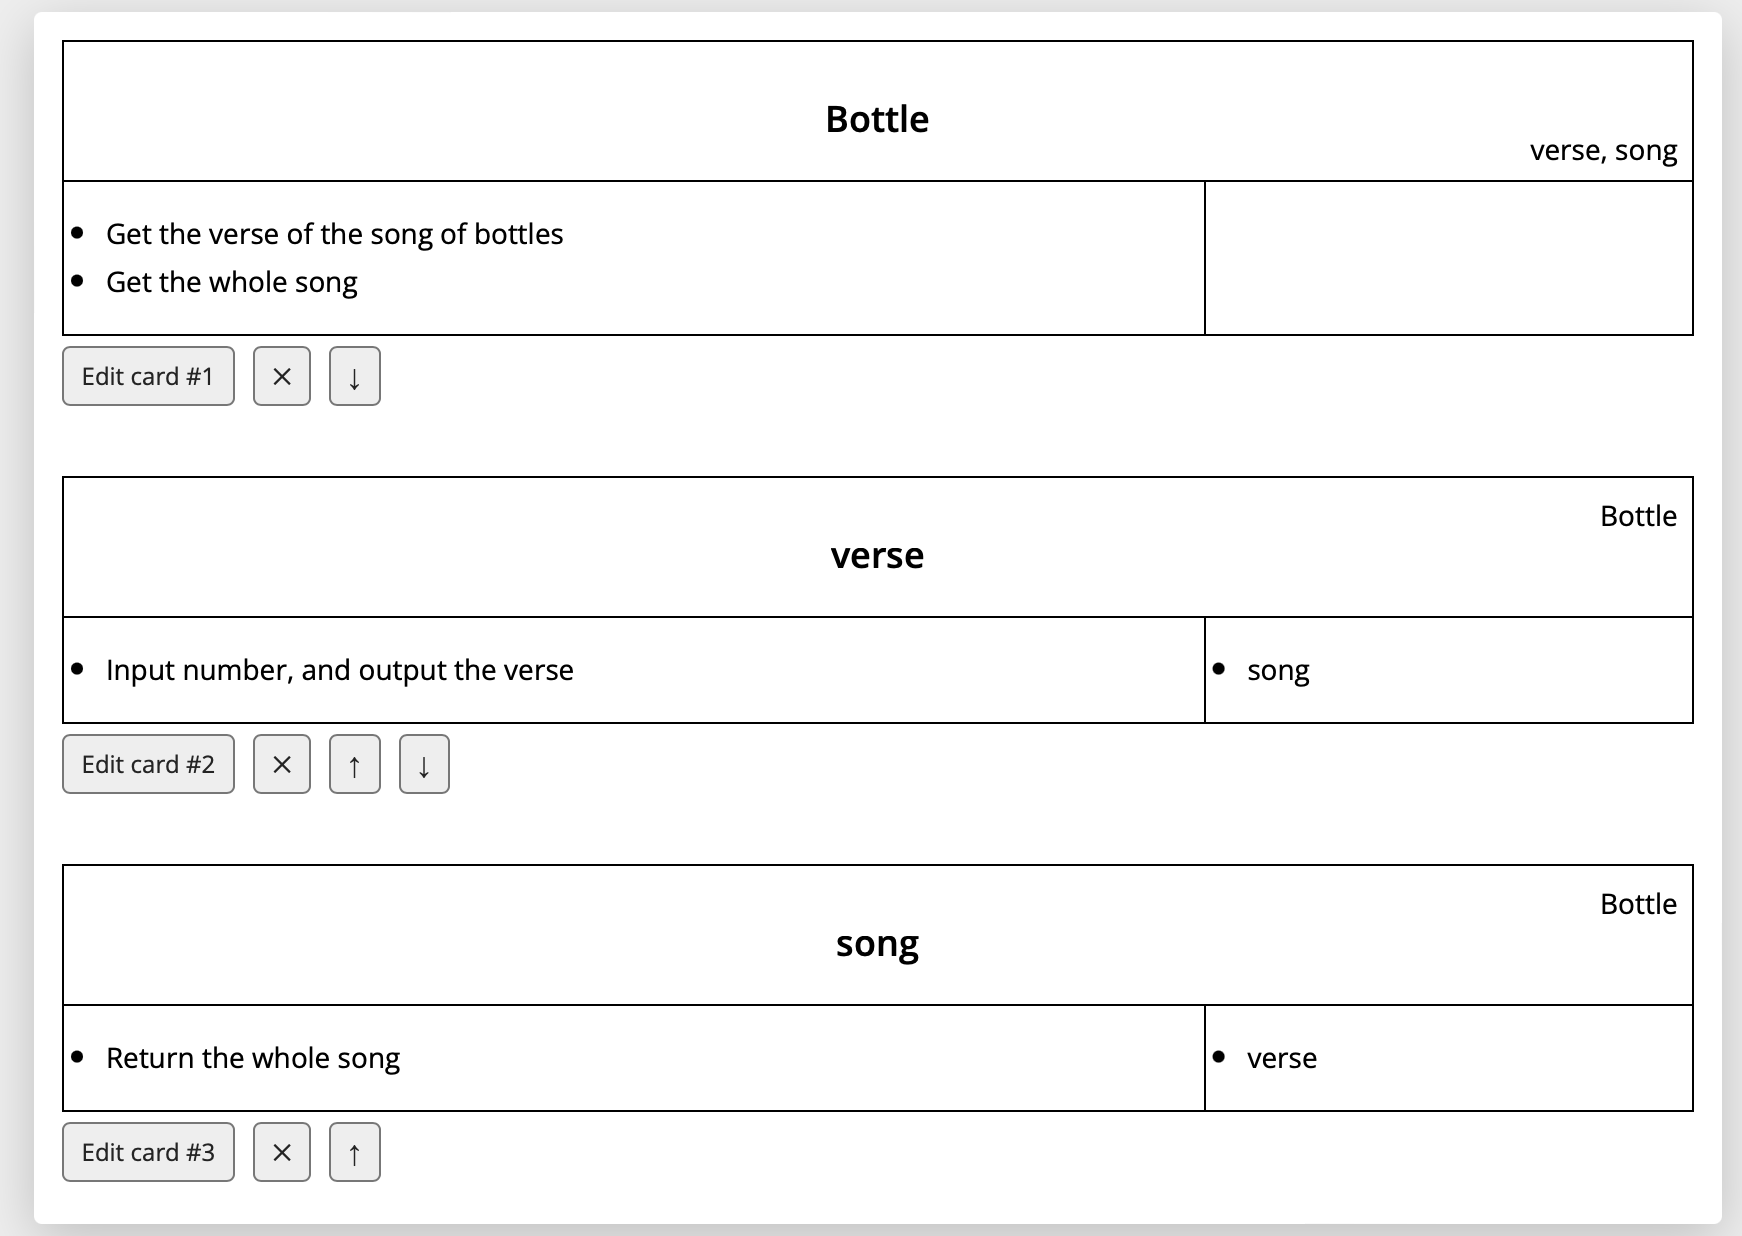 Bottle
verse, song
Get the verse of the song of bottles
Get the whole song
Edit card #1 × ↓
Bottle
verse
Input number, and output the verse
song
Edit card #2 × ↑ ↓
Bottle
song
Return the whole song
verse
Edit card #3 × ↑